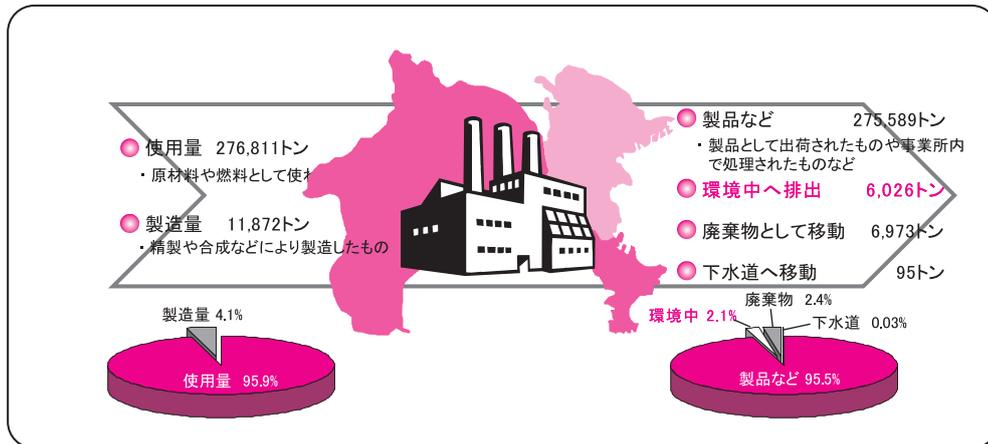 使用量 276,811トン
・原材料や燃料として使わ
製造量 11,872トン
・精製や合成などにより製造したもの
製品など 275,589トン
・製品として出荷されたものや事業所内
で処理されたものなど
環境中へ排出 6,026トン
廃棄物として移動 6,973トン
下水道へ移動 95トン
製造量 4.1%
使用量 95.9%
廃棄物 2.4%
環境中 2.1%
下水道 0.03%
製品など 95.5%